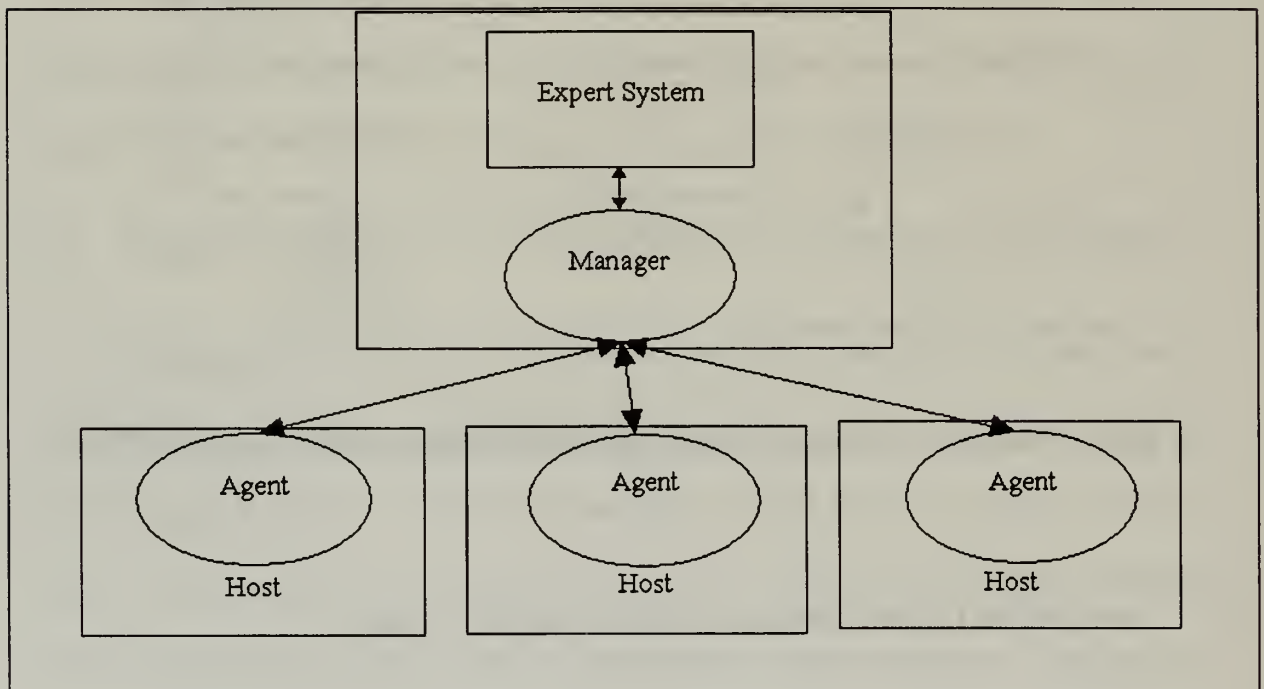 Expert System
Manager
Agent
Agent
Agent
Host
Host
Host